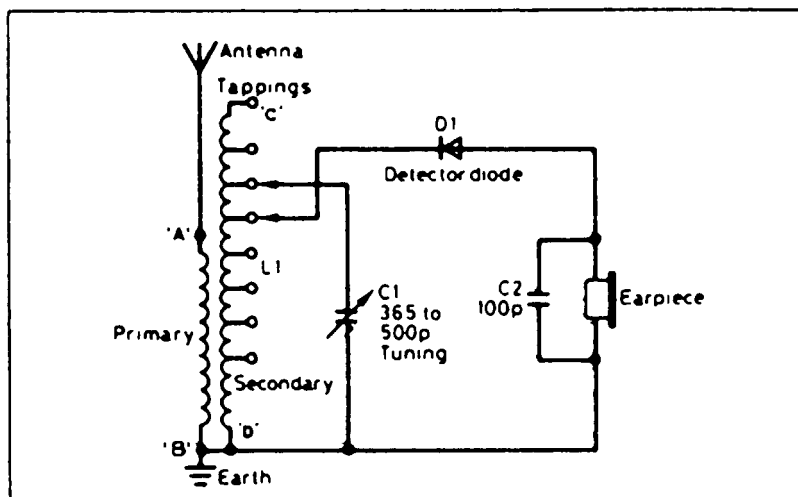 Antenna
Tappings
'C'
D1
Detector diode
'A'
L1
C1
365 to
500p
Tuning
C2
100p
Earpiece
Primary
Secondary
'D'
'B'
Earth